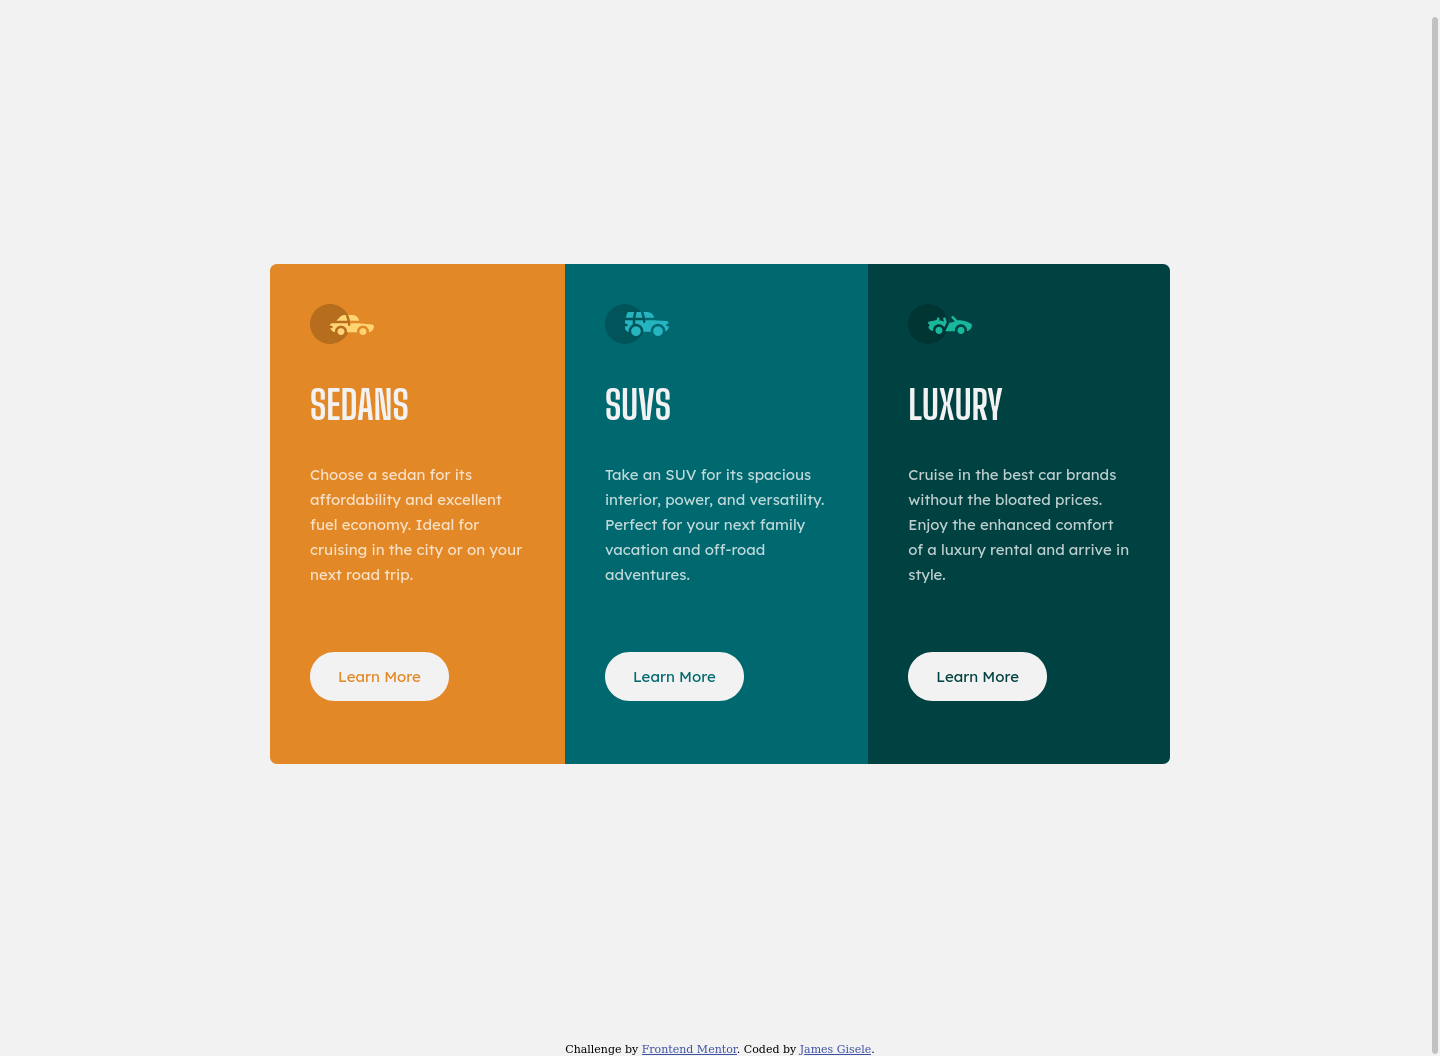 SEDANS
Choose a sedan for its
affordability and excellent
fuel economy. Ideal for
cruising in the city or on your
next road trip.
Learn More
SUVS
Take an SUV for its spacious
interior, power, and versatility.
Perfect for your next family
vacation and off-road
adventures.
Learn More
LUXURY
Cruise in the best car brands
without the bloated prices.
Enjoy the enhanced comfort
of a luxury rental and arrive in
style.
Learn More
Challenge by Frontend Mentor. Coded by James Gisele.